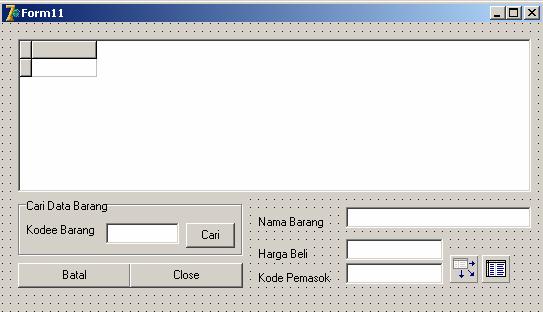 Form11
Cari Data Barang
Kodee Barang
Cari
Batal
Close
Nama Barang
Harga Beli
Kode Pemasok